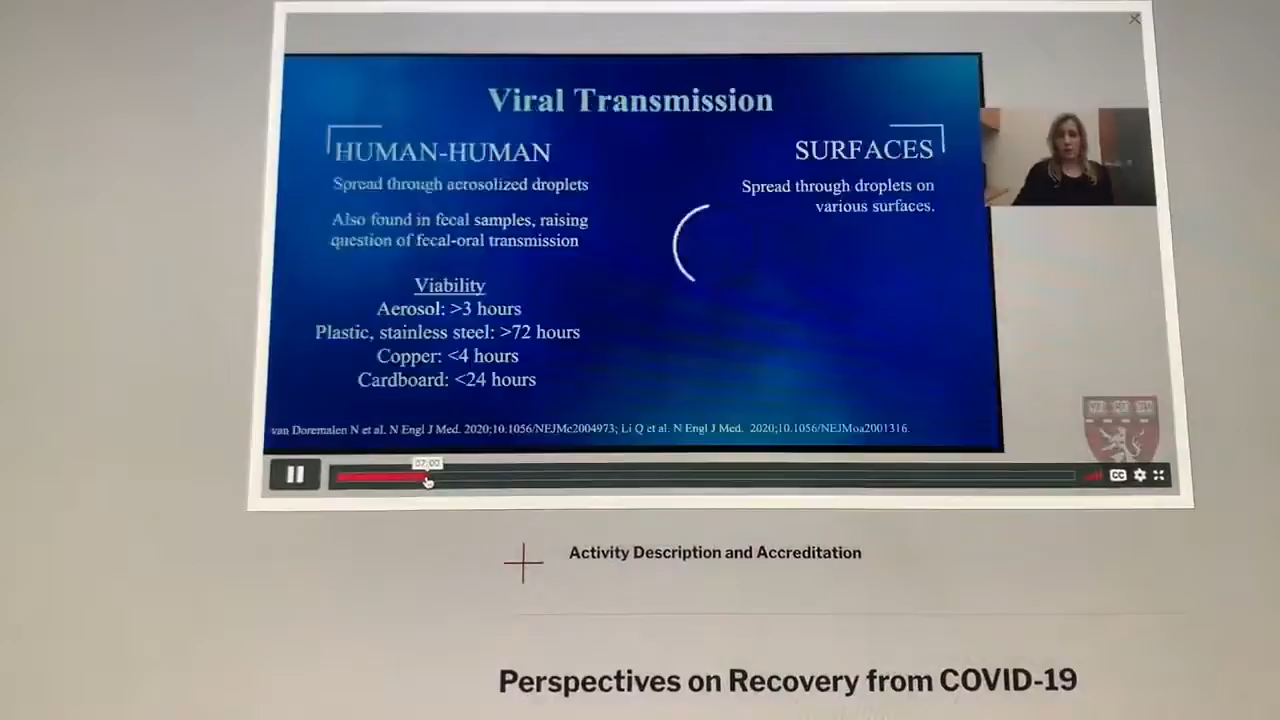 Viral Transmission
HUMAN-HUMAN
Spread through aerosolized droplets
Also found in fecal samples, raising
question of fecal-oral transmission
Viability
Aerosol: >3 hours
Plastic, stainless steel: >72 hours
Copper: <4 hours
Cardboard: <24 hours
SURFACES
Spread through droplets on
various surfaces.
van Doremalen N et al. N Engl J Med. 2020;10.1056/NEJMc2004973; Li Q et al. N Engl J Med. 2020;10.1056/NEJMoa2001316.
07:00
CC
Activity Description and Accreditation
Perspectives on Recovery from COVID-19